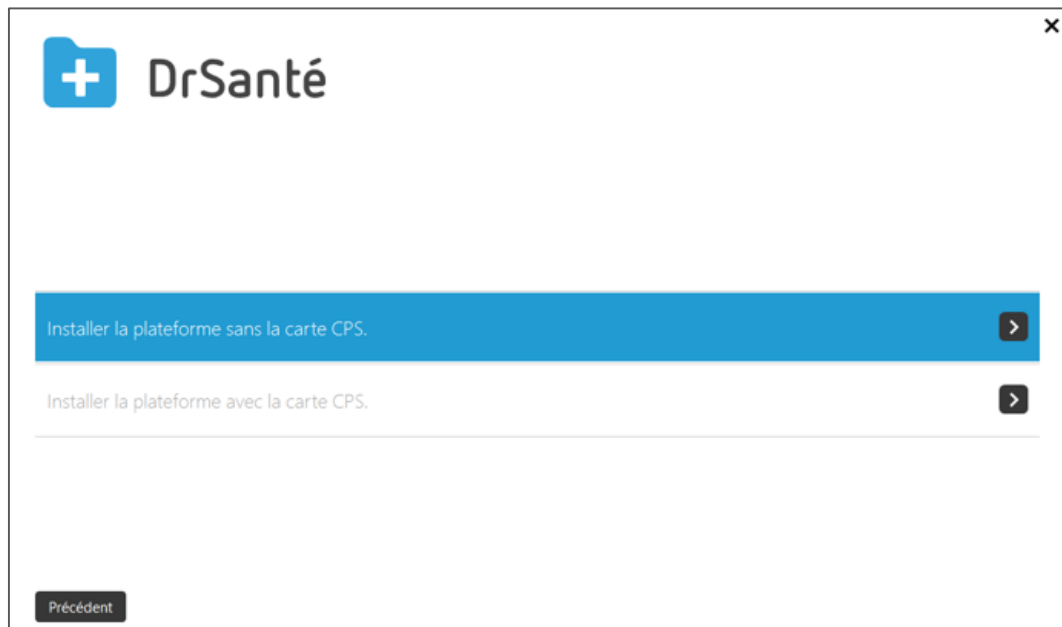 DrSanté
Installer la plateforme sans la carte CPS.
Installer la plateforme avec la carte CPS.
Précédent